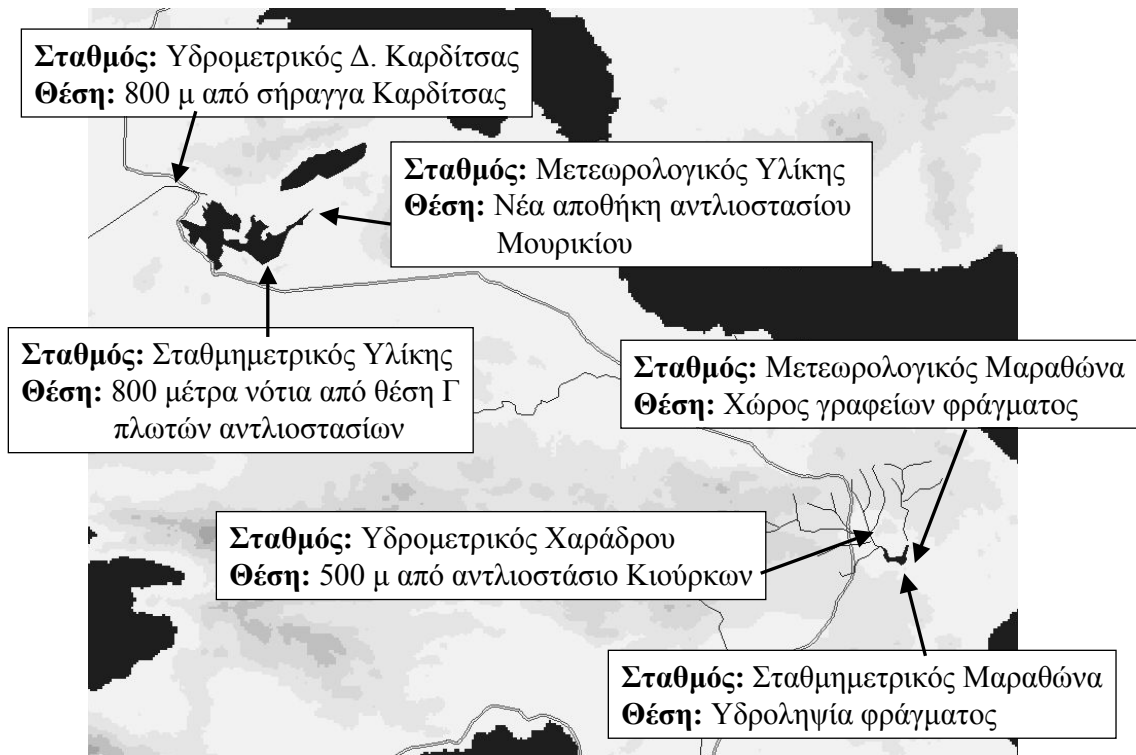 Σταθμός: Υδρομετρικός Δ. Καρδίτσας
Θέση: 800 μ από σήραγγα Καρδίτσας
Σταθμός: Μετεωρολογικός Υλίκης
Θέση: Νέα αποθήκη αντλιοστασίου
Μουρικίου
Σταθμός: Σταθμημετρικός Υλίκης
Θέση: 800 μέτρα νότια από θέση Γ
πλωτών αντλιοστασίων
Σταθμός: Μετεωρολογικός Μαραθώνα
Θέση: Χώρος γραφείων φράγματος
Σταθμός: Υδρομετρικός Χαράδρου
Θέση: 500 μ από αντλιοστάσιο Κιούρκων
Σταθμός: Σταθμημετρικός Μαραθώνα
Θέση: Υδροληψία φράγματος